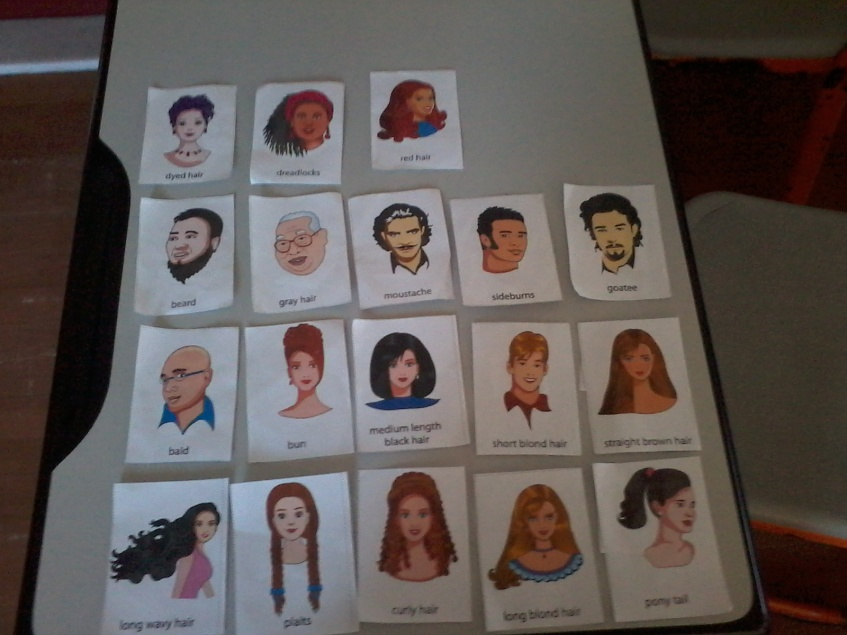 dyed hair
dreadlocks
red hair
beard
gray hair
moustache
sideburns
goatee
bald
bun
medium length
black hair
short blond hair
straight brown hair
long wavy hair
plaits
curly hair
long blond hair
pony tail